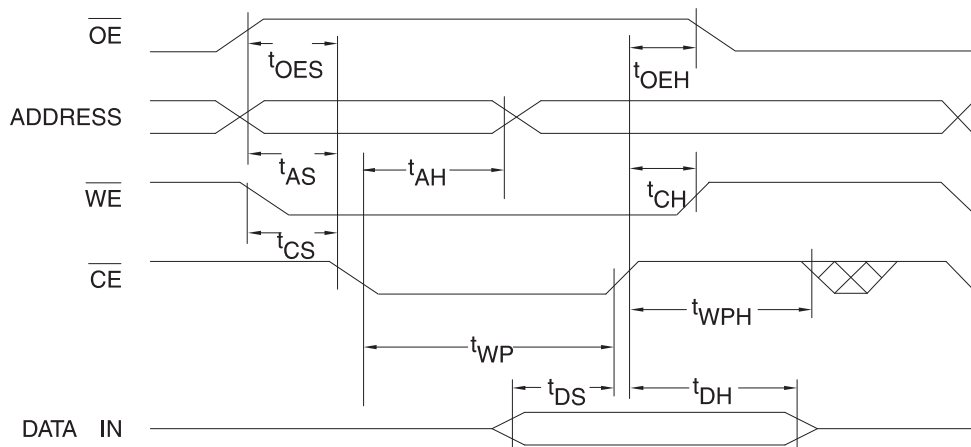 OE
tOES
tOEH
ADDRESS
tAS
tAH
WE
tCH
tCS
CE
tWPH
tWP
tDS
tDH
DATA IN